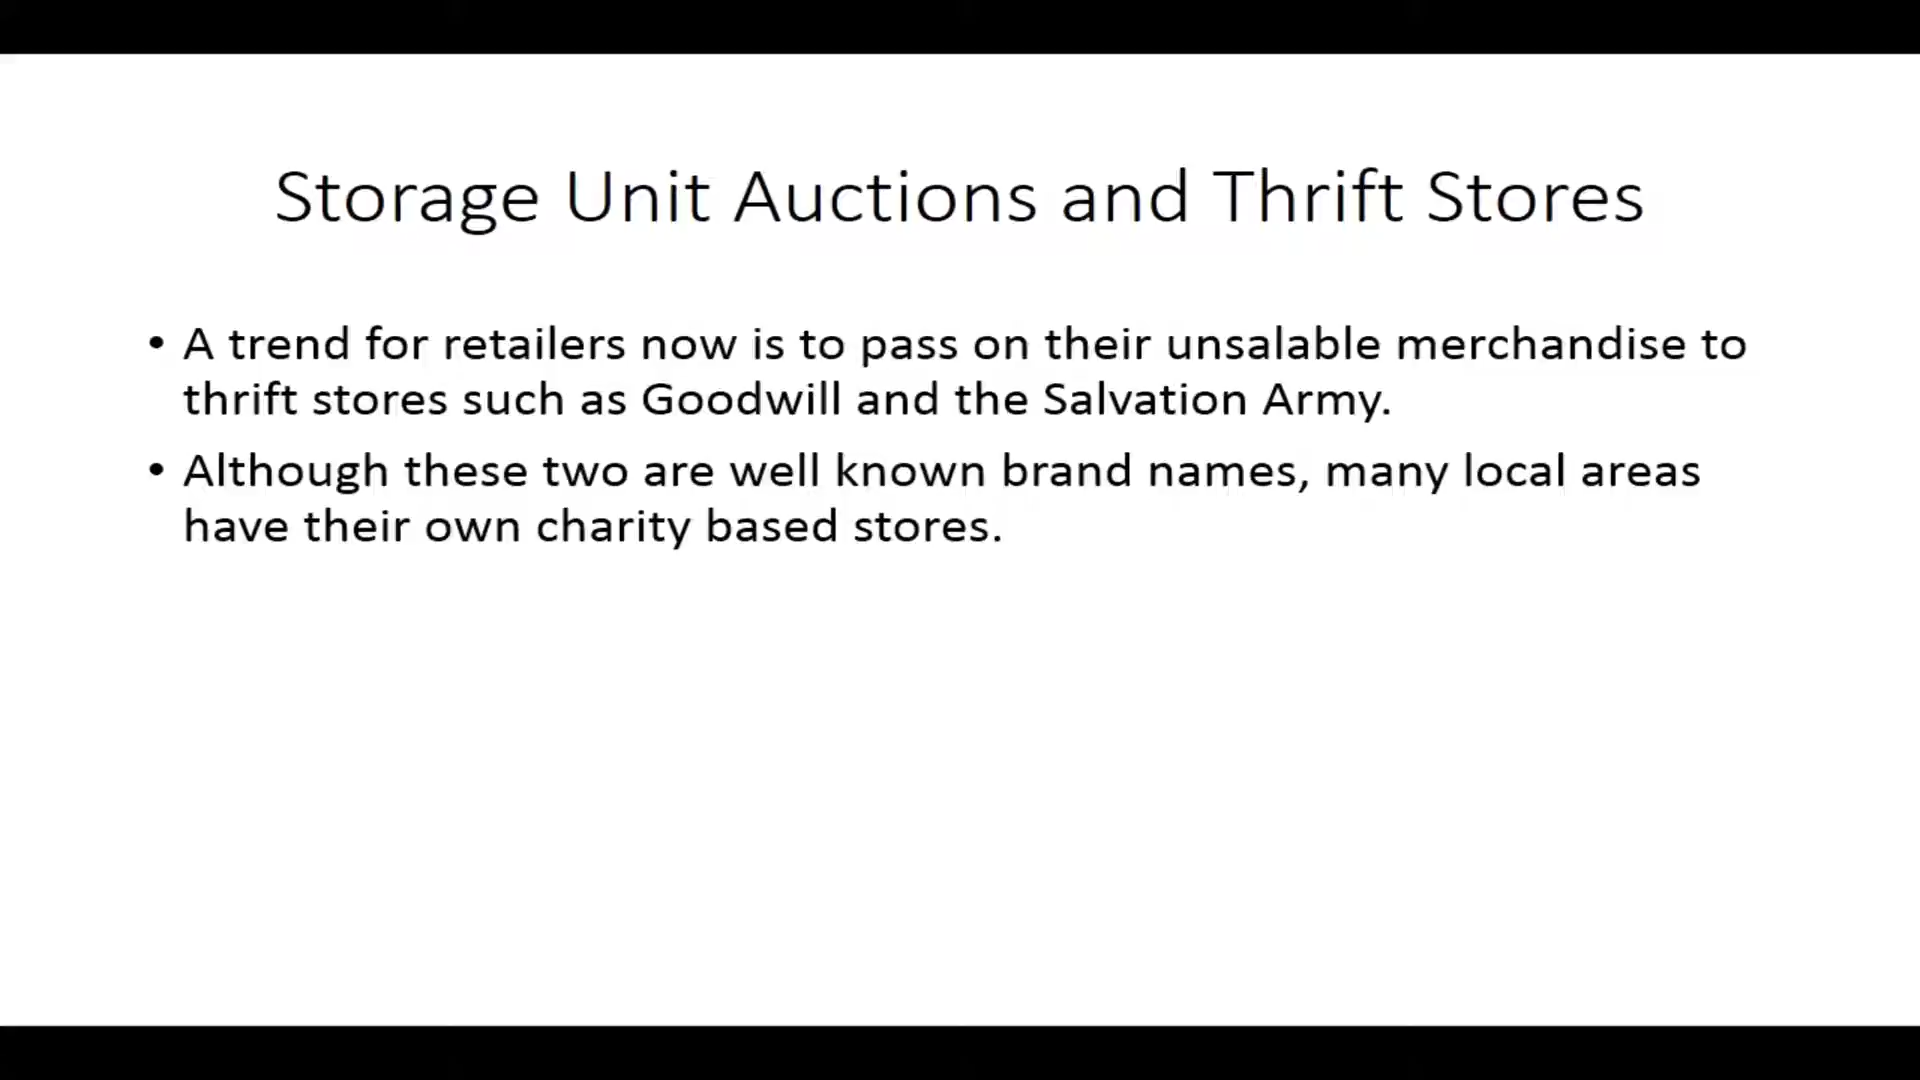 Storage Unit Auctions and Thrift Stores
• A trend for retailers now is to pass on their unsalable merchandise to
thrift stores such as Goodwill and the Salvation Army.
• Although these two are well known brand names, many local areas
have their own charity based stores.